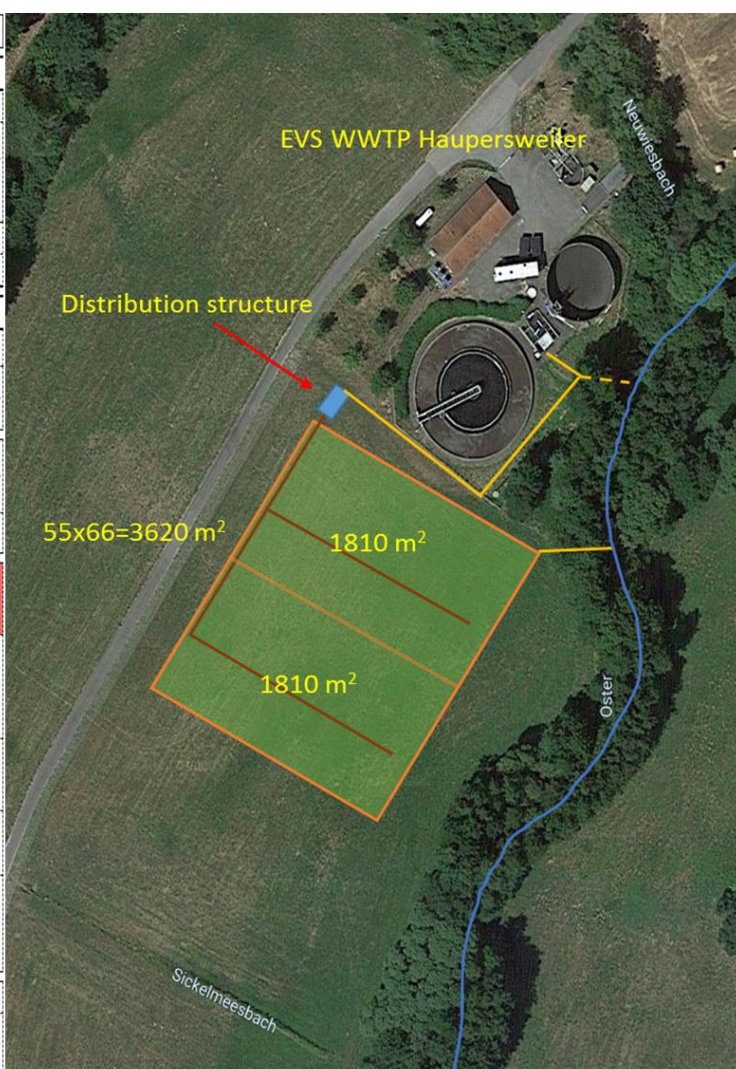 EVS WWTP Haupersweiler
Neuwiesbach
Distribution structure
55x66=3620 m²
1810 m²
1810 m²
Oster
Sickelmeesbach